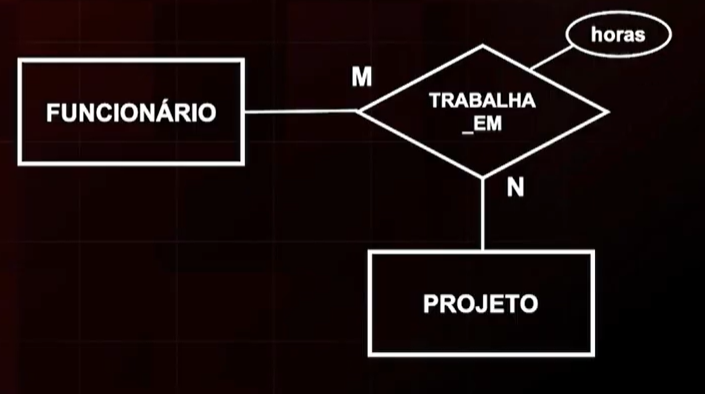 horas
M
FUNCIONÁRIO
TRABALHA
_EM
N
PROJETO